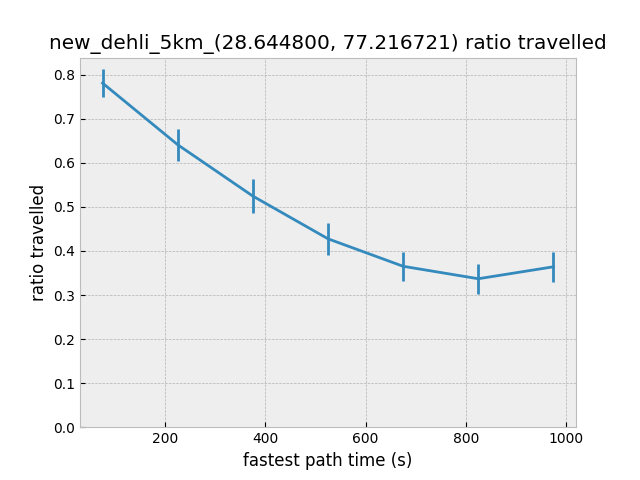 new_dehli_5km_(28.644800, 77.216721) ratio travelled
0.8
0.7
0.6
0.5
0.4
0.3
0.2
0.1
0.0
ratio travelled
200 400 600 800 1000
fastest path time (s)